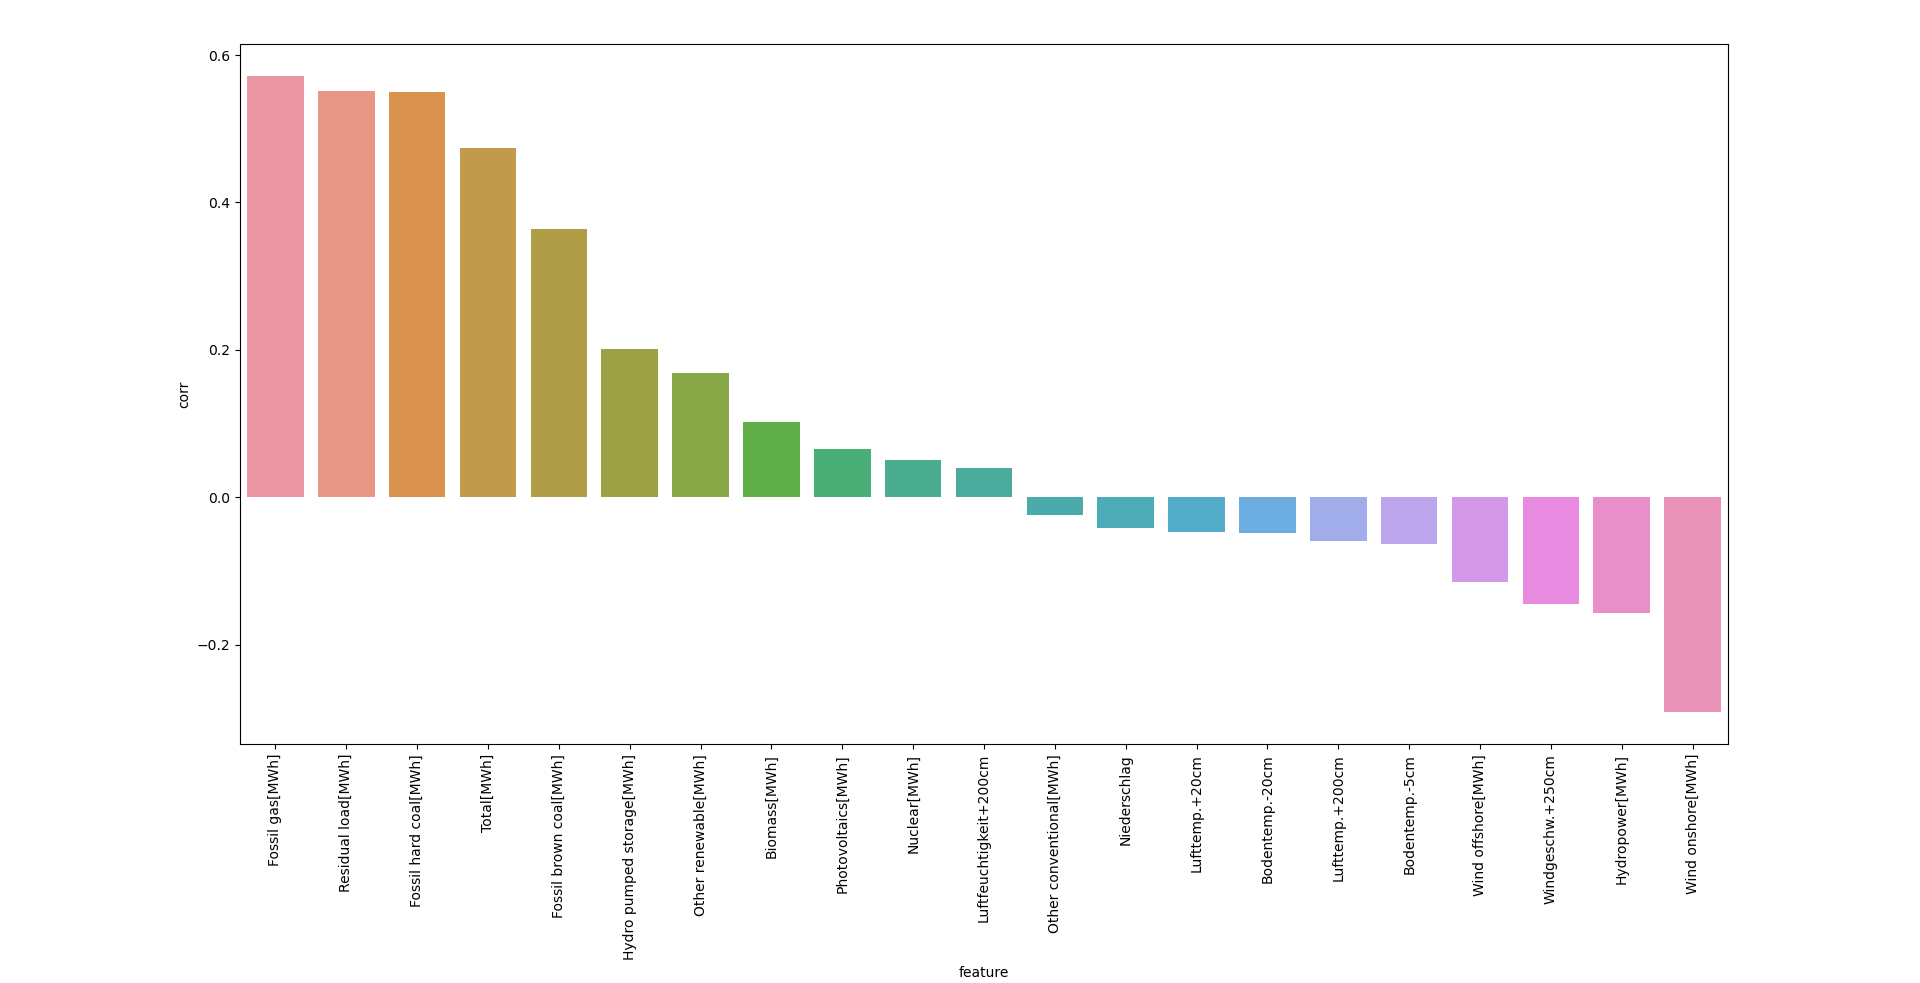 0.6
0.4
0.2
0.0
−0.2
corr
Fossil gas[MWh]
Residual load[MWh]
Fossil hard coal[MWh]
Total[MWh]
Fossil brown coal[MWh]
Hydro pumped storage[MWh]
Other renewable[MWh]
Biomass[MWh]
Photovoltaics[MWh]
Nuclear[MWh]
Luftfeuchtigkeit+200cm
Other conventional[MWh]
Niederschlag
Lufttemp.+20cm
Bodentemp.-20cm
Lufttemp.+200cm
Bodentemp.-5cm
Wind offshore[MWh]
Windgeschw.+250cm
Hydropower[MWh]
Wind onshore[MWh]
feature